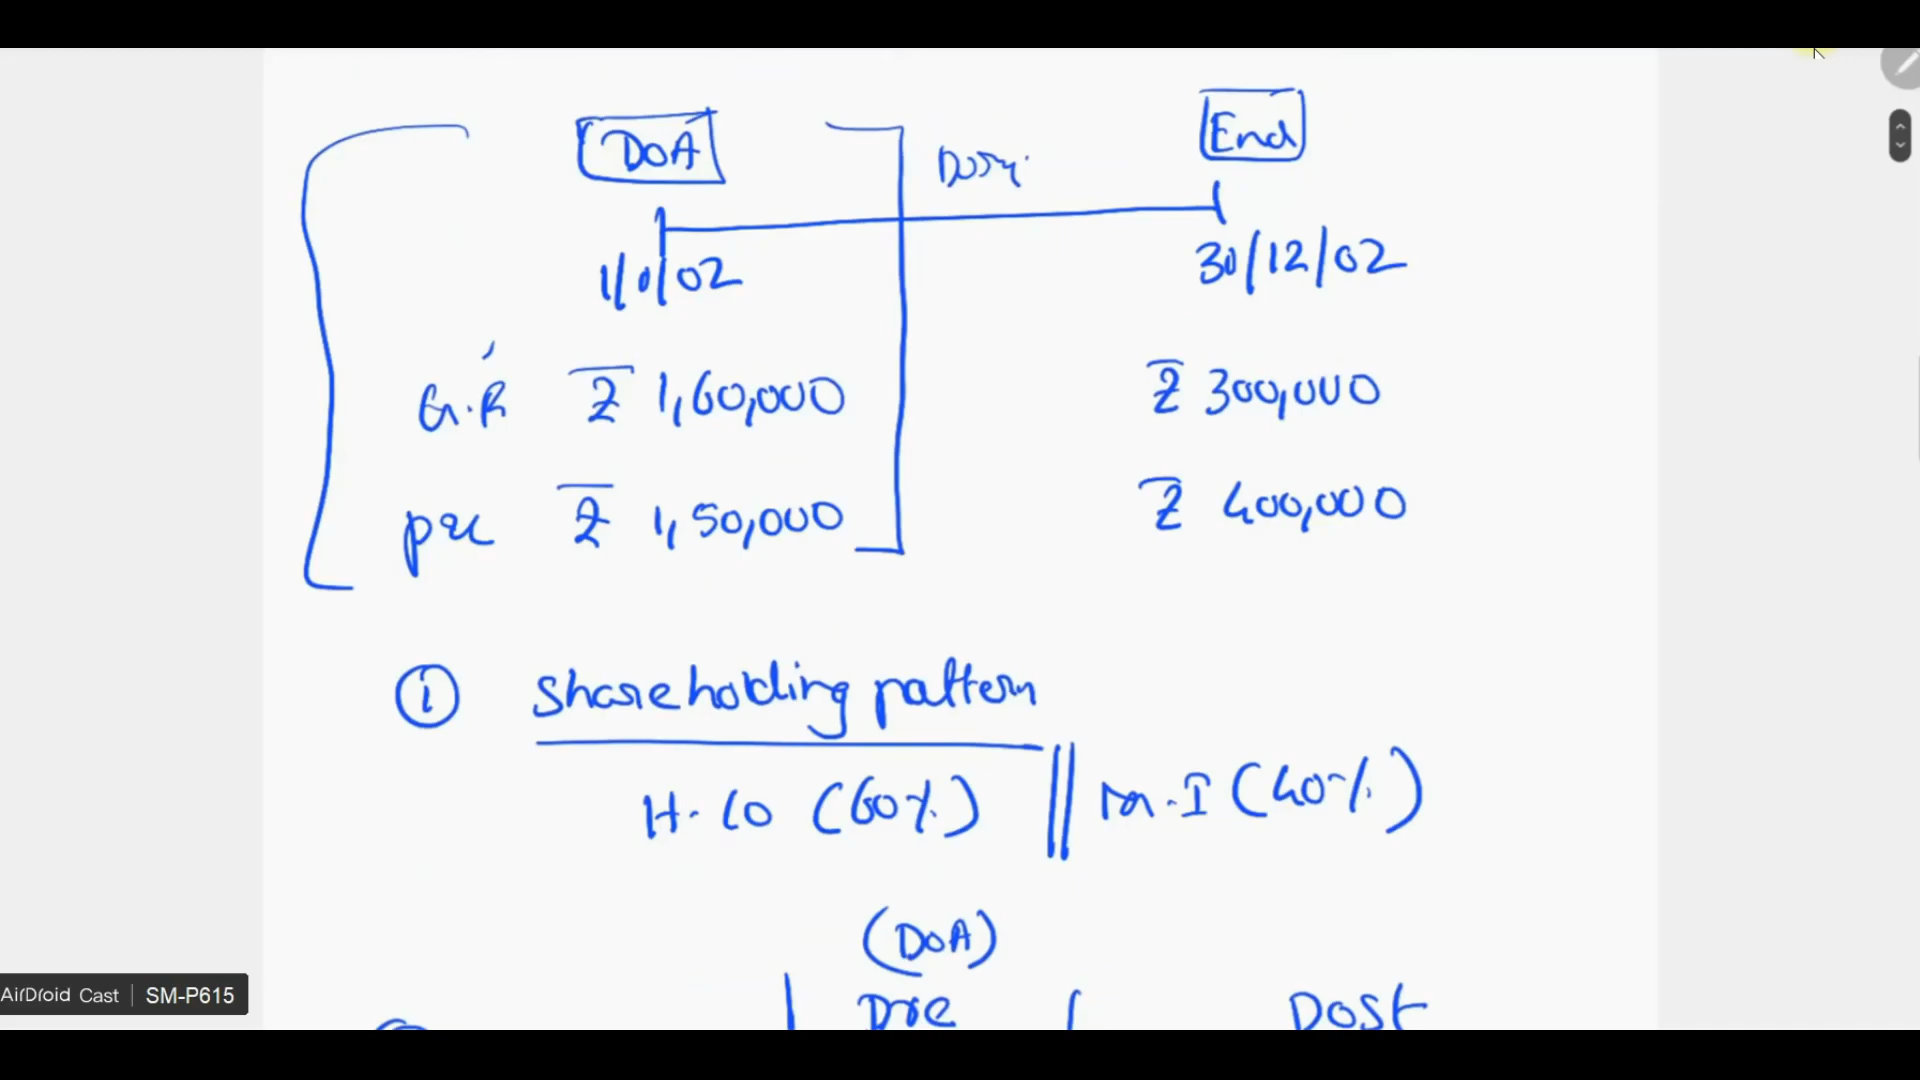 DOA
End
1/1/02
30/12/02
G.R ₹ 1,60,000 ₹ 300,000
₹ 1,50,000 ₹ 400,000
① Shareholding pattern
H.Co (60%) || M.I (40%)
(DOA)
Pre | Post
AirDroid Cast | SM-P615